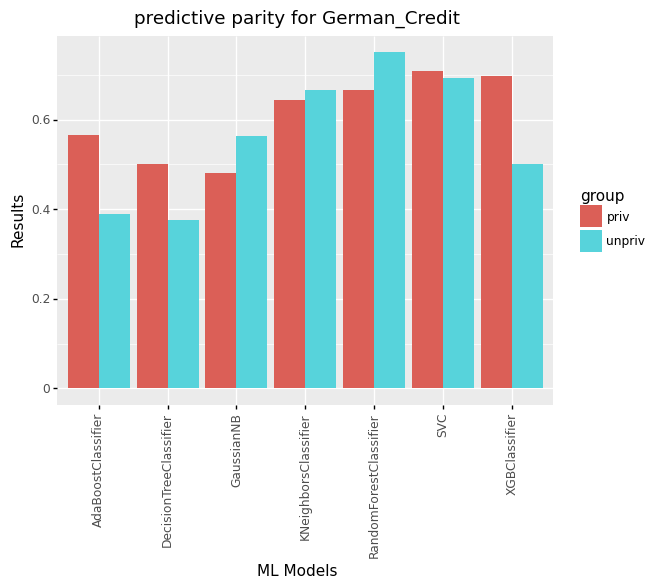 predictive parity for German_Credit
Results
0.6
0.4
0.2
0
AdaBoostClassifier
DecisionTreeClassifier
GaussianNB
KNeighborsClassifier
RandomForestClassifier
SVC
XGBClassifier
ML Models
group
priv
unpriv